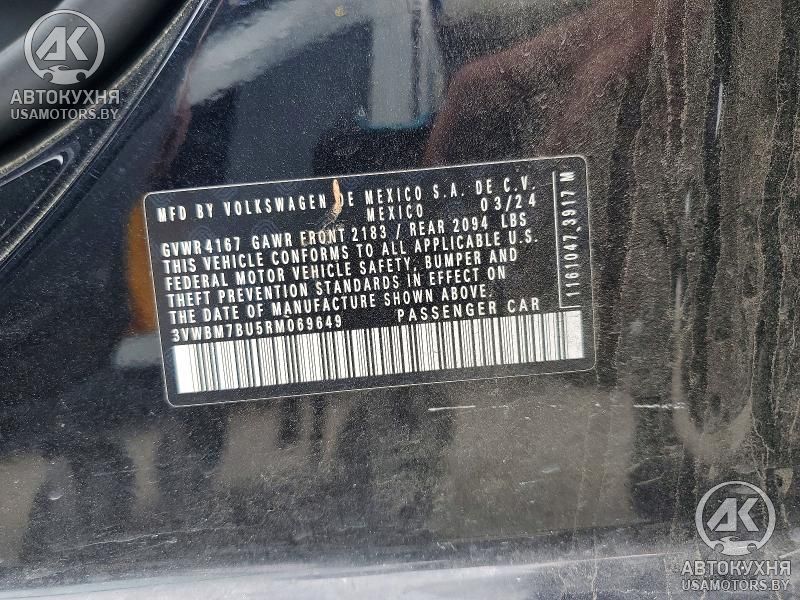 AK
АВТОКУХНЯ
USAMOTORS.BY
MFD BY VOLKSWAGEN DE MEXICO S.A. DE C.V.
MEXICO 03/24
GVWR4167 GAWR FRONT 2183 / REAR 2094 LBS
THIS VEHICLE CONFORMS TO ALL APPLICABLE U.S.
FEDERAL MOTOR VEHICLE SAFETY, BUMPER AND
THEFT PREVENTION STANDARDS IN EFFECT ON
THE DATE OF MANUFACTURE SHOWN ABOVE.
3VWBM7BU5RM069649 PASSENGER CAR
1161047,3917 M
AK
АВТОКУХНЯ
USAMOTORS.BY